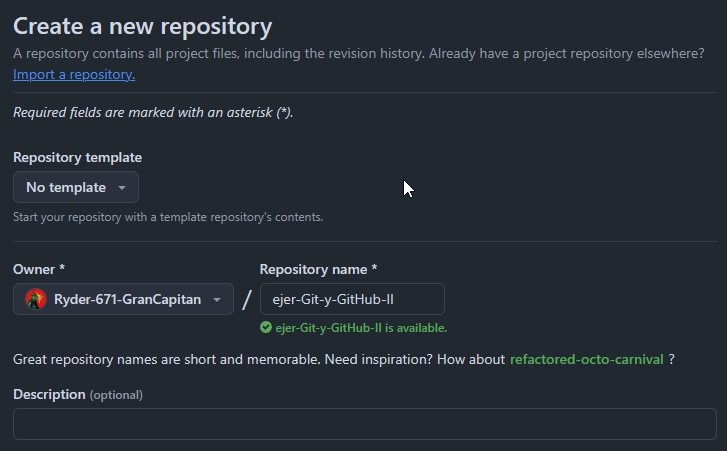 Create a new repository
A repository contains all project files, including the revision history. Already have a project repository elsewhere?
Import a repository.
Required fields are marked with an asterisk (*).
Repository template
No template
Start your repository with a template repository's contents.
Owner *
Repository name *
Ryder-671-GranCapitan
/
ejer-Git-y-GitHub-II
ejer-Git-y-GitHub-II is available.
Great repository names are short and memorable. Need inspiration? How about refactored-octo-carnival ?
Description (optional)